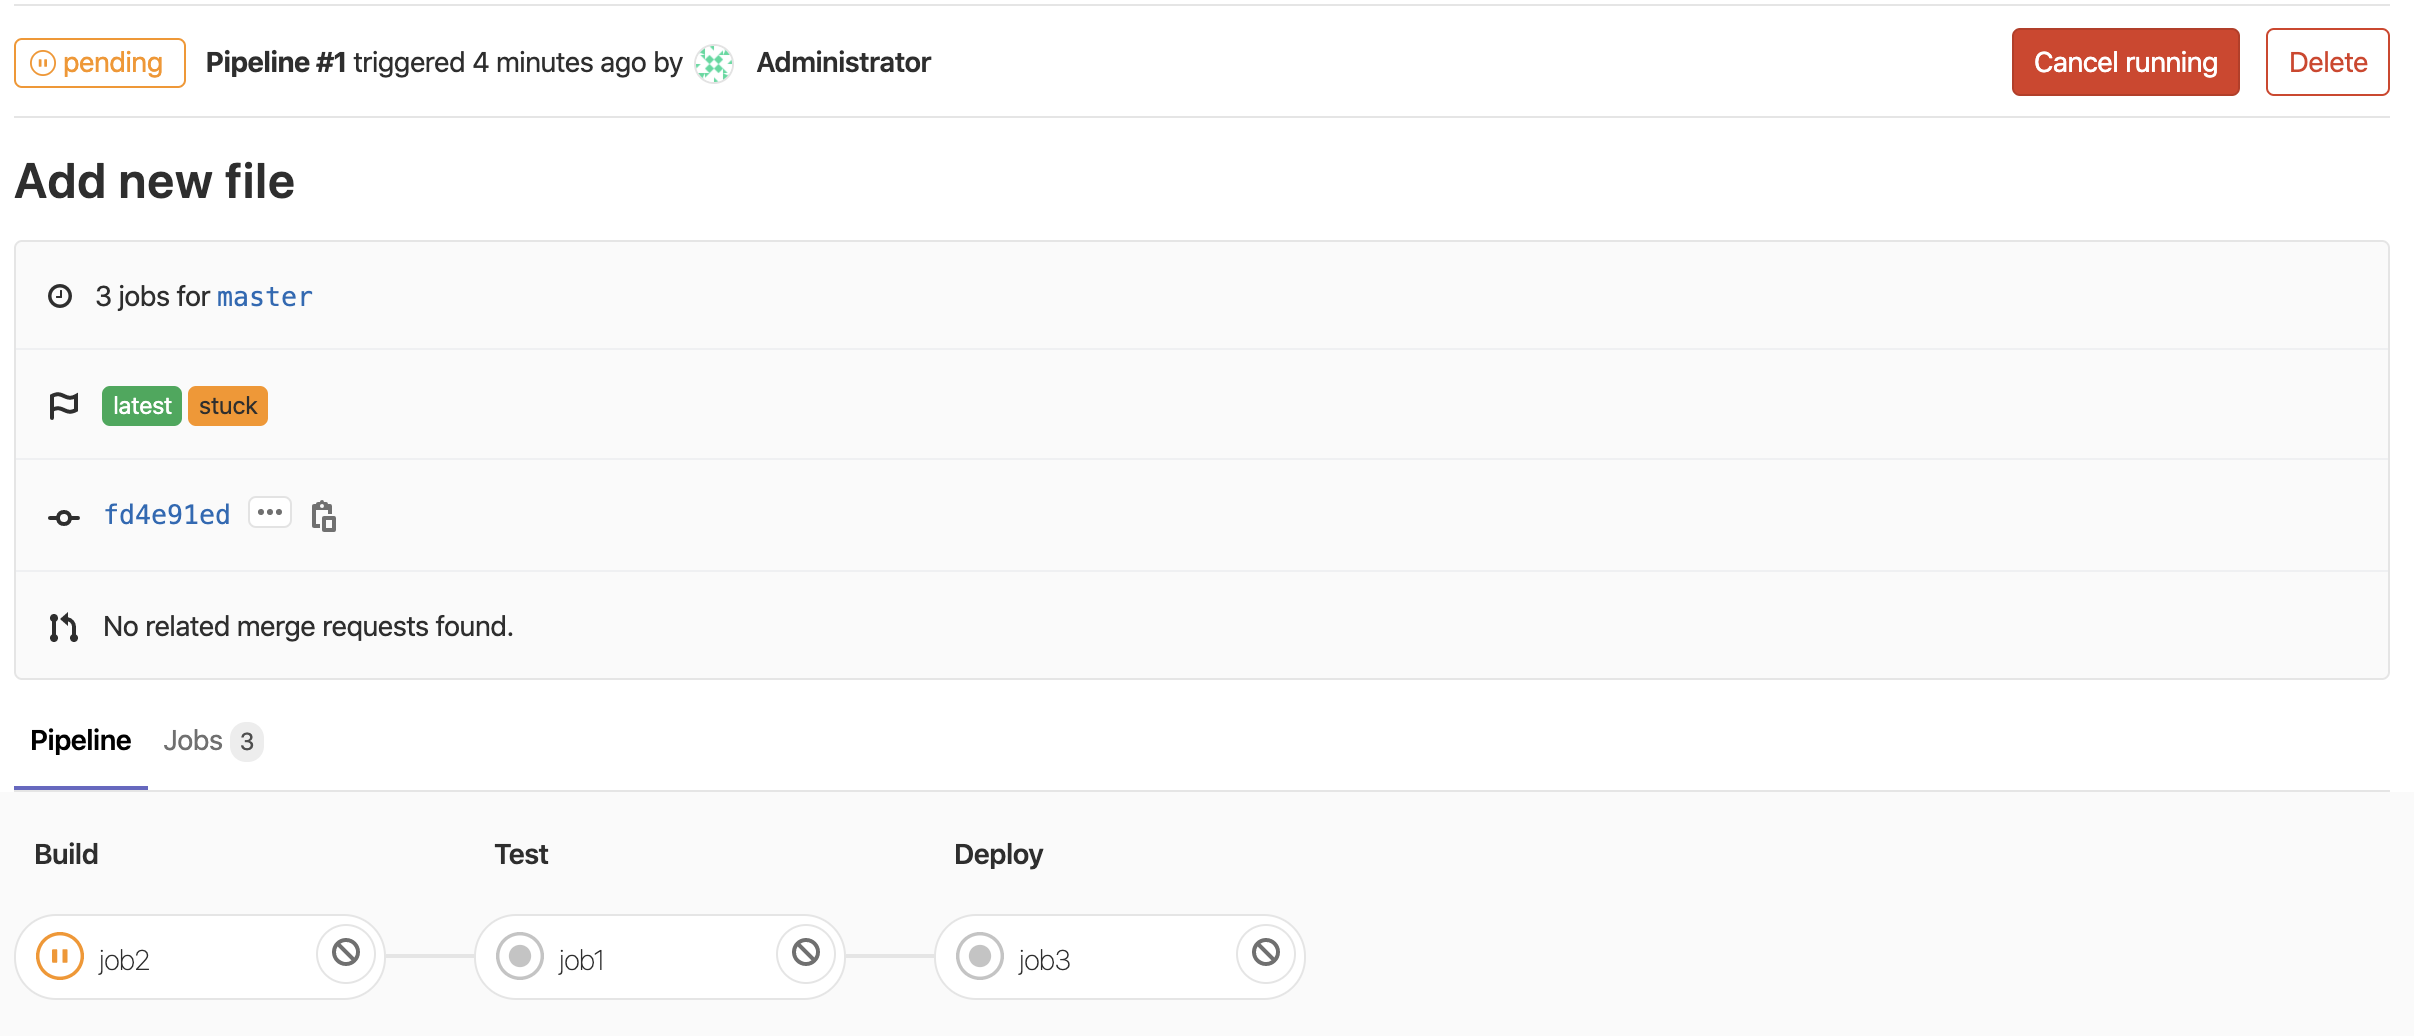 pending Pipeline #1 triggered 4 minutes ago by Administrator Cancel running Delete
Add new file
3 jobs for master
latest stuck
fd4e91ed
No related merge requests found.
Pipeline Jobs 3
Build Test Deploy
job2 job1 job3